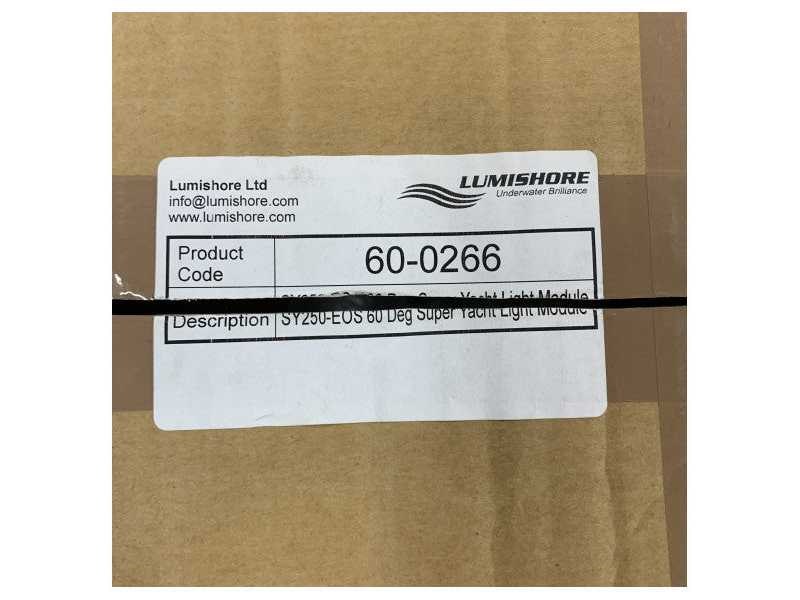 Lumishore Ltd
info@lumishore.com
www.lumishore.com
LUMISHORE
Underwater Brilliance
Product Code
60-0266
Description
SY250-EOS 60 Deg Super Yacht Light Module